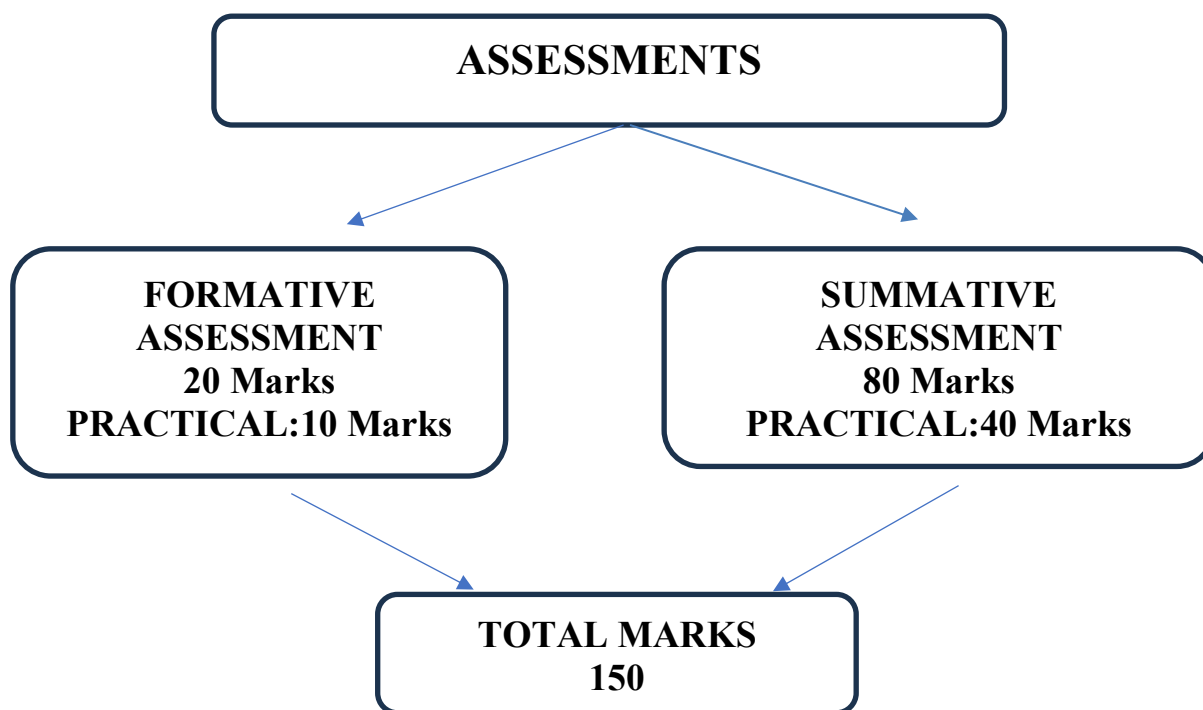 ASSESSMENTS
FORMATIVE
ASSESSMENT
20 Marks
PRACTICAL:10 Marks
SUMMATIVE
ASSESSMENT
80 Marks
PRACTICAL:40 Marks
TOTAL MARKS
150